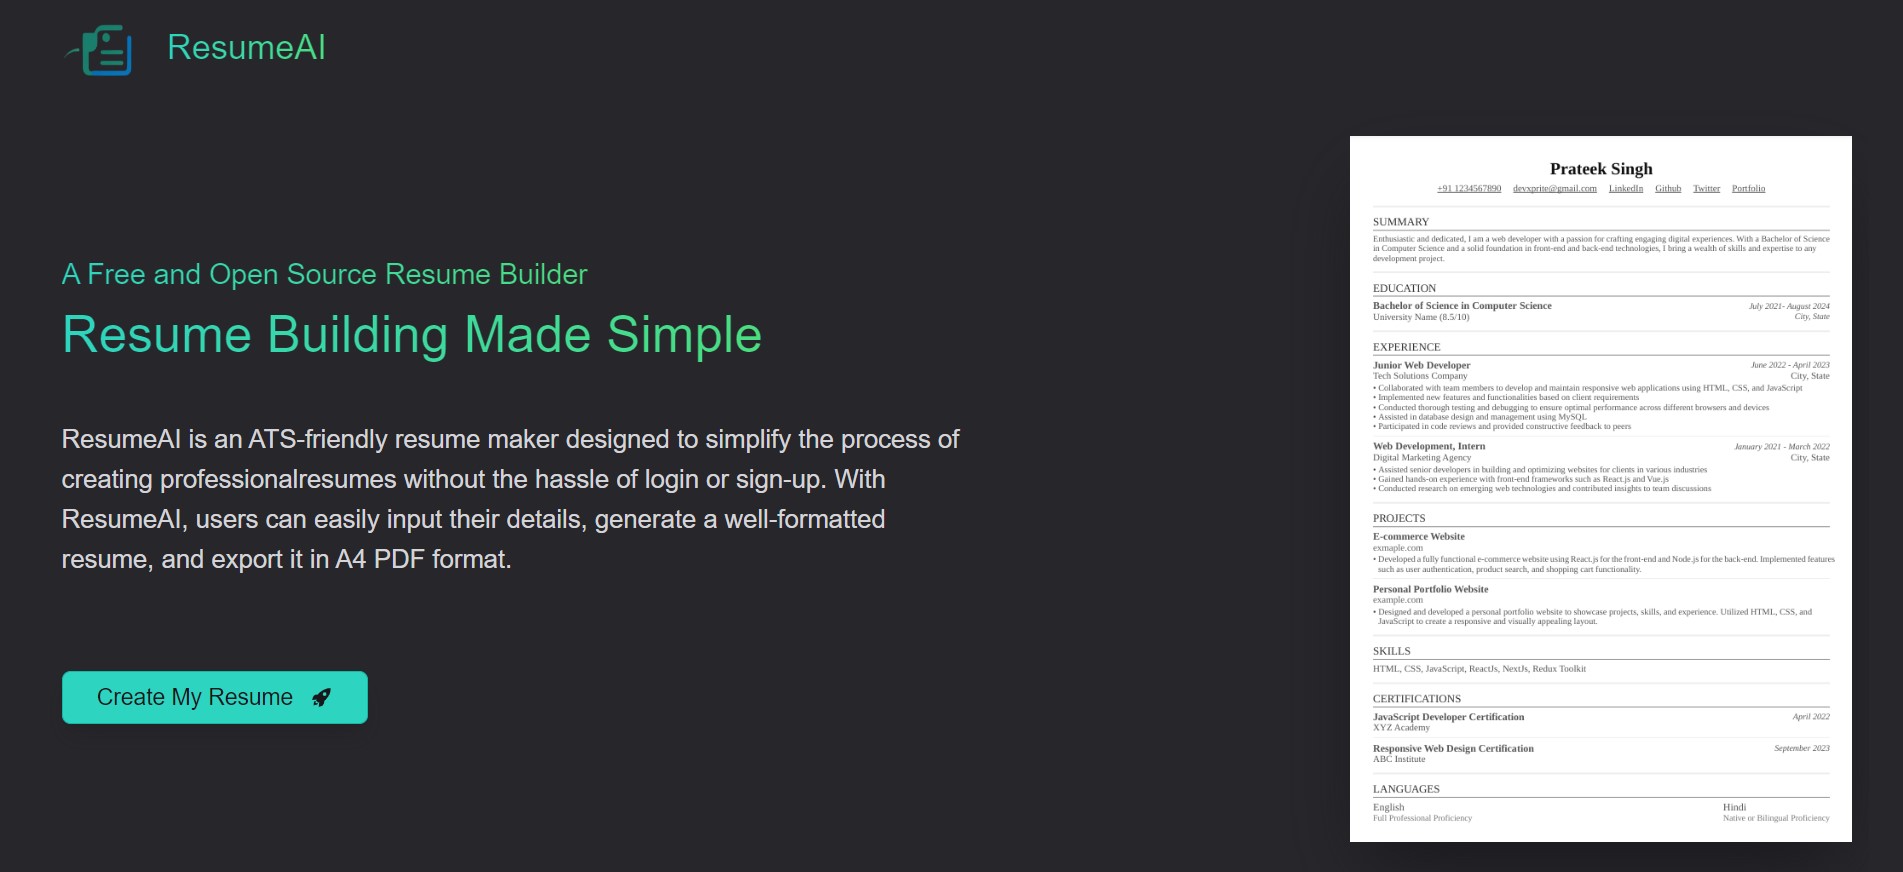 ResumeAI
A Free and Open Source Resume Builder
Resume Building Made Simple
ResumeAI is an ATS-friendly resume maker designed to simplify the process of
creating professionalresumes without the hassle of login or sign-up. With
ResumeAI, users can easily input their details, generate a well-formatted
resume, and export it in A4 PDF format.
Create My Resume
Prateek Singh
+91 1234567890 devxprite@gmail.com LinkedIn Github Twitter Portfolio
SUMMARY
Enthusiastic and dedicated, I am a web developer with a passion for crafting engaging digital experiences. With a Bachelor of Science
in Computer Science and a solid foundation in front-end and back-end technologies, I bring a wealth of skills and expertise to any
development project.
EDUCATION
Bachelor of Science in Computer Science July 2021- August 2024
University Name (8.5/10) City, State
EXPERIENCE
Junior Web Developer June 2022 - April 2023
Tech Solutions Company City, State
• Collaborated with team members to develop and maintain responsive web applications using HTML, CSS, and JavaScript
• Implemented new features and functionalities based on client requirements
• Conducted thorough testing and debugging to ensure optimal performance across different browsers and devices
• Assisted in database design and management using MySQL
• Participated in code reviews and provided constructive feedback to peers
Web Development, Intern January 2021 - March 2022
Digital Marketing Agency City, State
• Assisted senior developers in building and optimizing websites for clients in various industries
• Gained hands-on experience with front-end frameworks such as React.js and Vue.js
• Conducted research on emerging web technologies and contributed insights to team discussions
PROJECTS
E-commerce Website
exmaple.com
• Developed a fully functional e-commerce website using React.js for the front-end and Node.js for the back-end. Implemented features
such as user authentication, product search, and shopping cart functionality.
Personal Portfolio Website
example.com
• Designed and developed a personal portfolio website to showcase projects, skills, and experience. Utilized HTML, CSS, and
JavaScript to create a responsive and visually appealing layout.
SKILLS
HTML, CSS, JavaScript, ReactJs, NextJs, Redux Toolkit
CERTIFICATIONS
JavaScript Developer Certification April 2022
XYZ Academy
Responsive Web Design Certification September 2023
ABC Institute
LANGUAGES
English Hindi
Full Professional Proficiency Native or Bilingual Proficiency